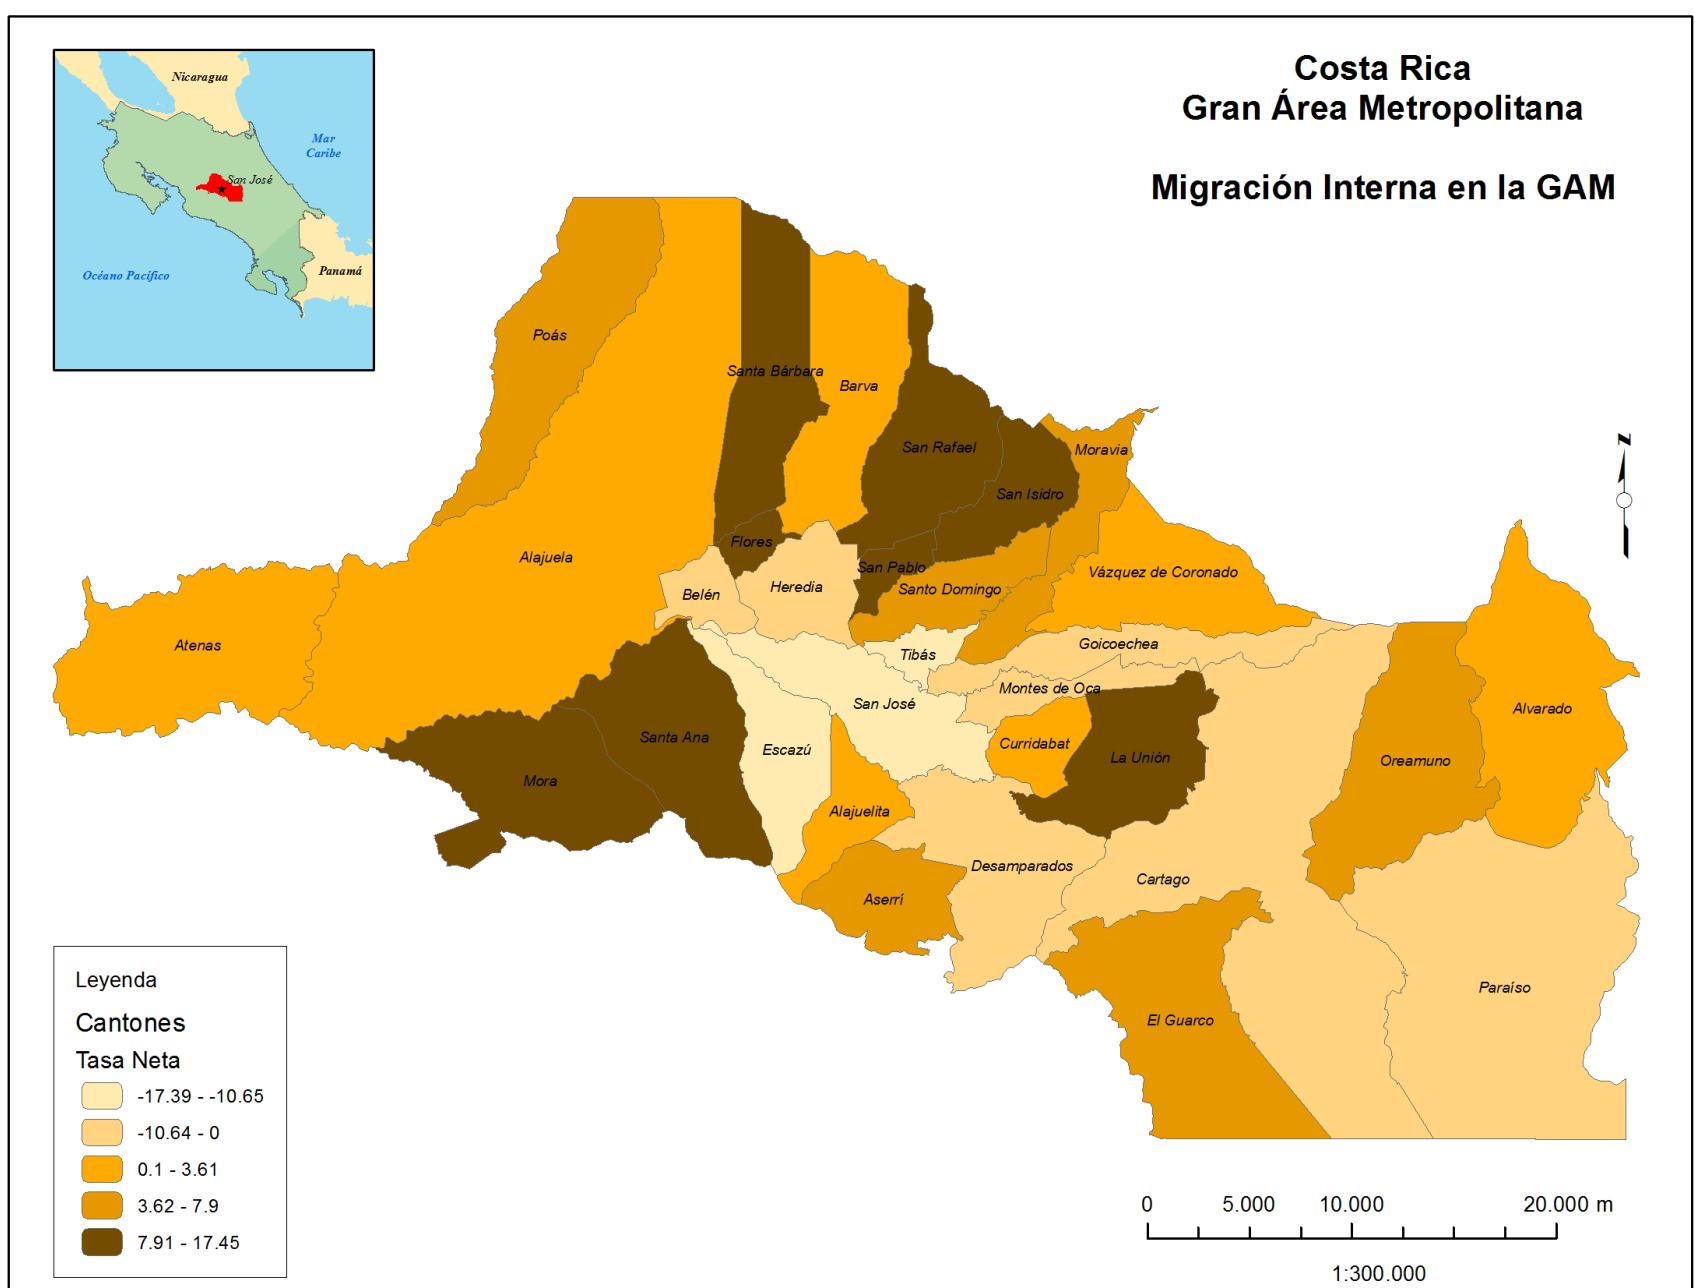 Costa Rica
Gran Área Metropolitana
Migración Interna en la GAM
Nicaragua
Mar
Caribe
San José
Océano Pacífico
Panamá
Poás
Santa Bárbara
Barva
San Rafael
Moravia
San Isidro
Flores
Alajuela
San Pablo
Vázquez de Coronado
Belén
Heredia
Santo Domingo
Atenas
Tibás
Goicoechea
Montes de Oca
San José
Alvarado
Santa Ana
Escazú
Curridabat
La Unión
Oreamuno
Mora
Alajuelita
Desamparados
Cartago
Aserrí
Paraíso
El Guarco
N
Leyenda
Cantones
Tasa Neta
-17.39 - -10.65
-10.64 - 0
0.1 - 3.61
3.62 - 7.9
7.91 - 17.45
0 5.000 10.000 20.000 m
1:300.000